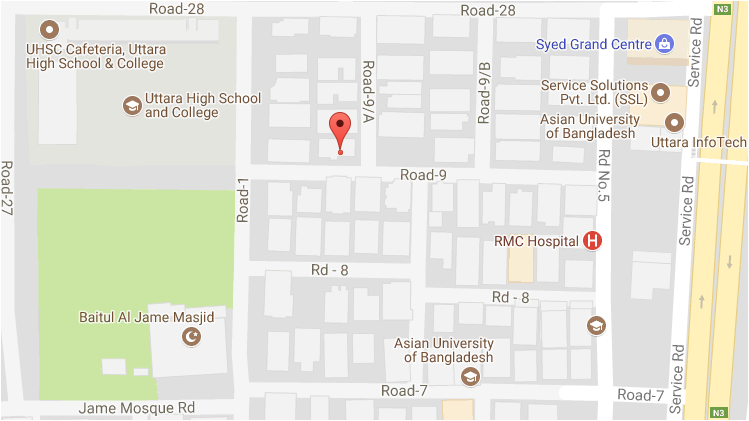 Road-28
Road-28
N3
UHSC Cafeteria, Uttara
High School & College
Syed Grand Centre
Service Rd
Uttara High School
and College
Road-9/A
Road-9/B
Service Solutions
Pvt. Ltd. (SSL)
Asian University
of Bangladesh
Uttara InfoTech
Road-27
Road-1
Road-9
Rd No.5
Service Rd
RMC Hospital
H
Rd - 8
Rd - 8
Baitul Al Jame Masjid
Asian University
of Bangladesh
Service Rd
Road-7
Road-7
Jame Mosque Rd
N3